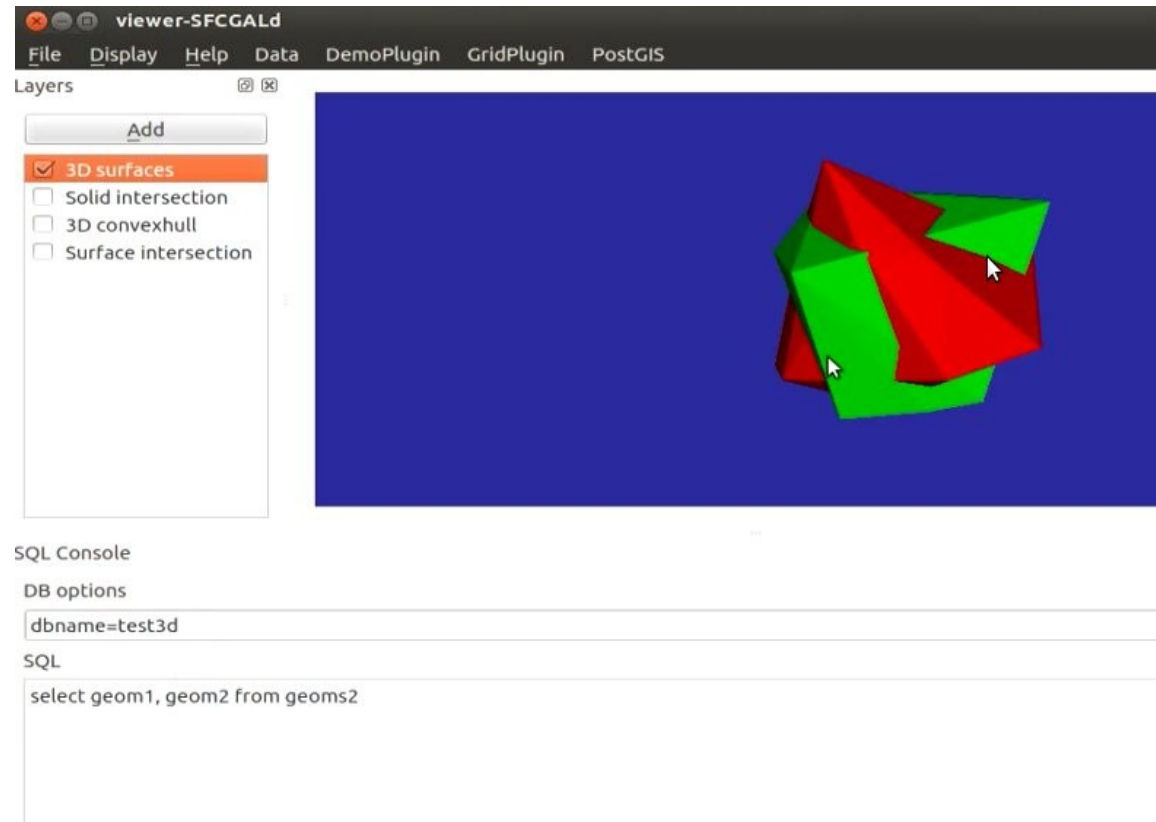 viewer-SFCGALd
File Display Help Data DemoPlugin GridPlugin PostGIS
Layers
Add
3D surfaces
Solid intersection
3D convexhull
Surface intersection
SQL Console
DB options
dbname=test3d
SQL
select geom1, geom2 from geoms2